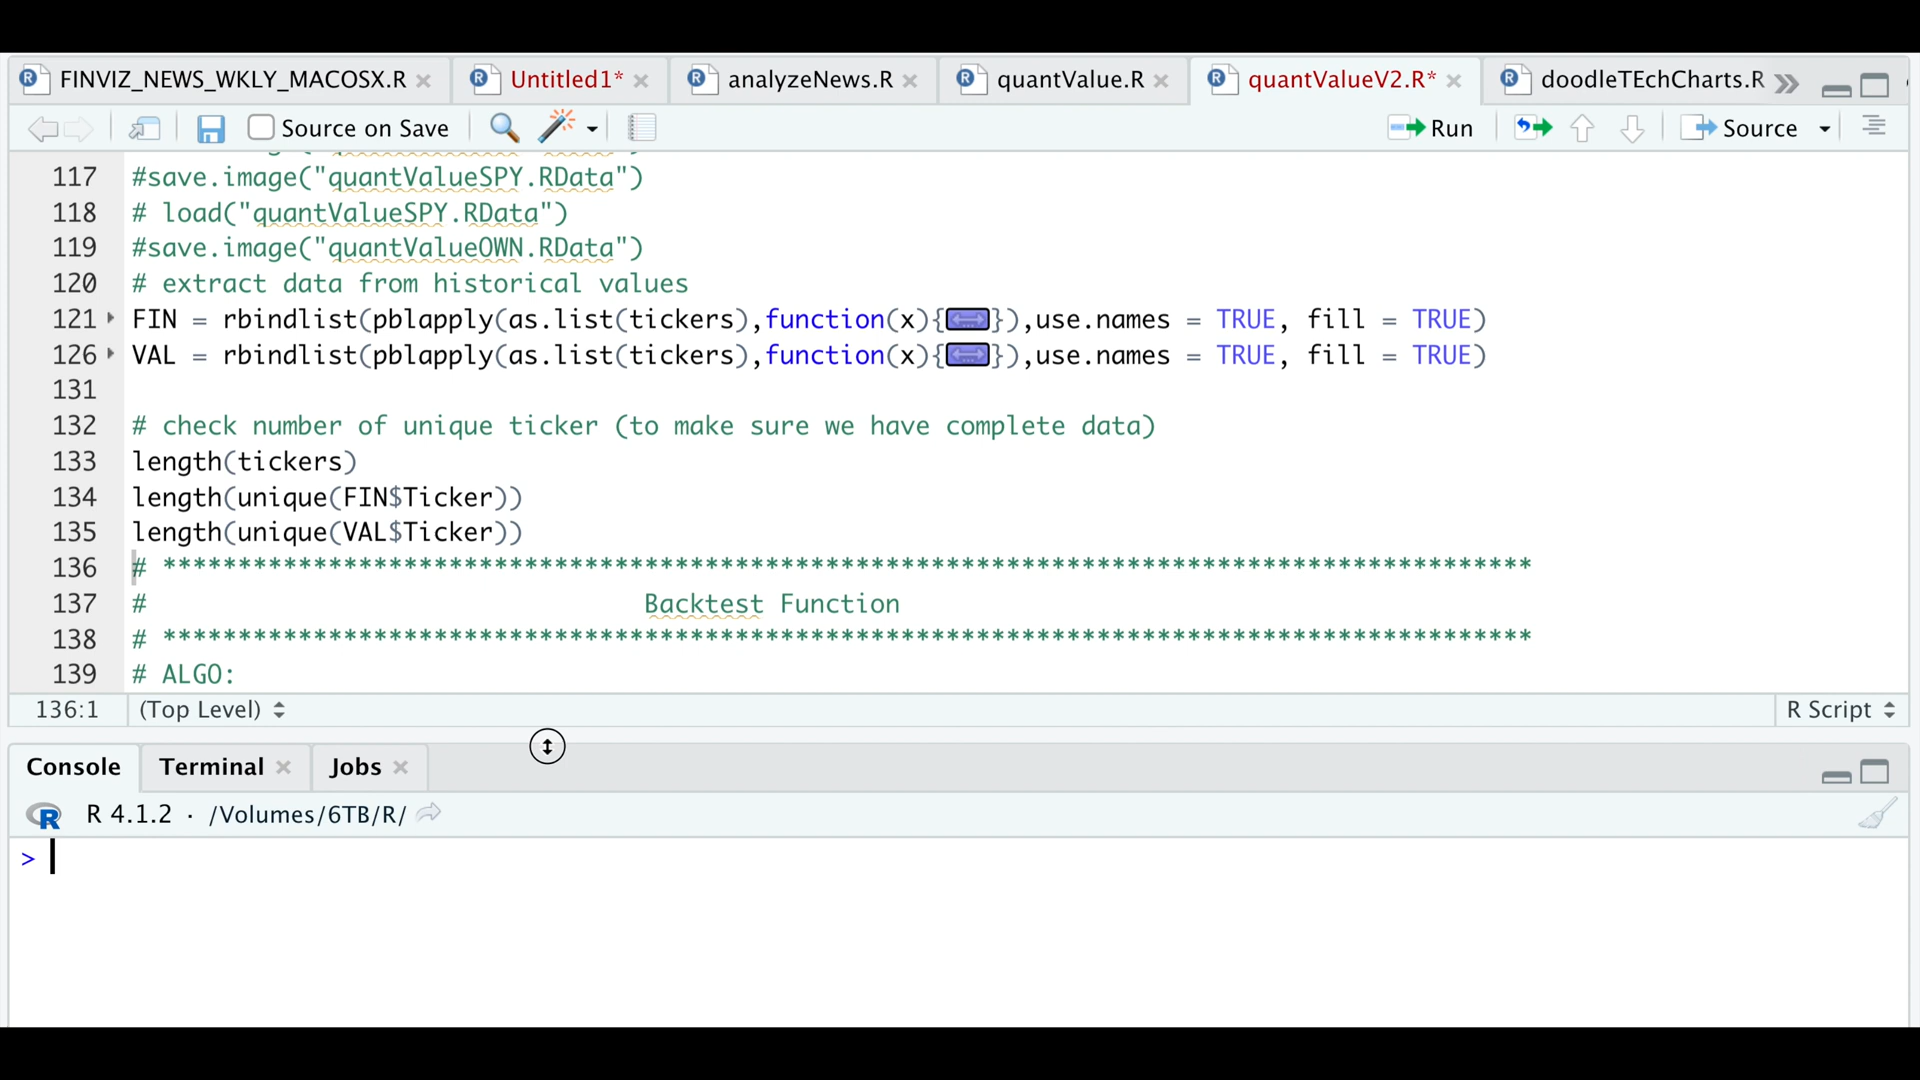 FINVIZ_NEWS_WKLY_MACOSX.R Untitled1* analyzeNews.R quantValue.R quantValueV2.R* doodleTEchCharts.R
Source on Save Run Source
117 #save.image("quantValueSPY.RData")
118 # load("quantValueSPY.RData")
119 #save.image("quantValueOWN.RData")
120 # extract data from historical values
121 FIN = rbindlist(pblapply(as.list(tickers),function(x){}),use.names = TRUE, fill = TRUE)
126 VAL = rbindlist(pblapply(as.list(tickers),function(x){}),use.names = TRUE, fill = TRUE)
131
132 # check number of unique ticker (to make sure we have complete data)
133 length(tickers)
134 length(unique(FIN$Ticker))
135 length(unique(VAL$Ticker))
136 # *******************************************************************************************
137 # Backtest Function
138 # *******************************************************************************************
139 # ALGO:
136:1 (Top Level) R Script
Console Terminal Jobs
R 4.1.2 · /Volumes/6TB/R/
>